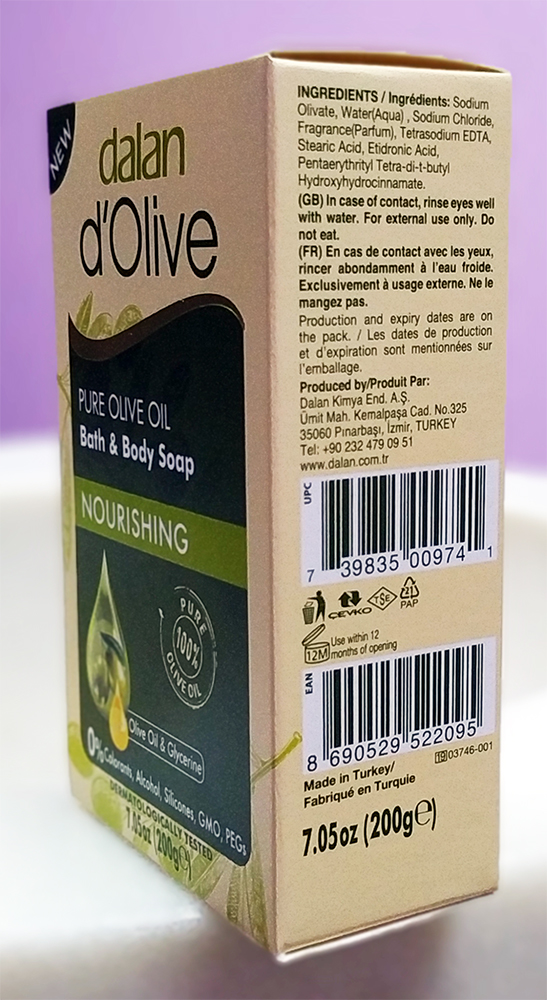 NEW
dalan
d'Olive
PURE OLIVE OIL
Bath & Body Soap
NOURISHING
PURE
100%
OLIVE OIL
Olive Oil & Glycerine
0% Colorants, Alcohol, Silicones, GMO, PEGs
DERMATOLOGICALLY TESTED
7.05oz (200g℮)
INGREDIENTS / Ingrédients: Sodium
Olivate, Water(Aqua) , Sodium Chloride,
Fragrance(Parfum), Tetrasodium EDTA,
Stearic Acid, Etidronic Acid,
Pentaerythrityl Tetra-di-t-butyl
Hydroxyhydrocinnamate.
(GB) In case of contact, rinse eyes well
with water. For external use only. Do
not eat.
(FR) En cas de contact avec les yeux,
rincer abondamment à l'eau froide.
Exclusivement à usage externe. Ne le
mangez pas.
Production and expiry dates are on
the pack. / Les dates de production
et d'expiration sont mentionnées sur
l'emballage.
Produced by/Produit Par:
Dalan Kimya End. A.Ş.
Ümit Mah. Kemalpaşa Cad. No.325
35060 Pınarbaşı, İzmir, TURKEY
Tel: +90 232 479 09 51
www.dalan.com.tr
UPC
7 39835 00974 1
ÇEVKO
TSE
21
PAP
12M
Use within 12
months of opening
EAN
8 690529 522095
19 03746-001
Made in Turkey/
Fabriqué en Turquie
7.05oz (200g℮)